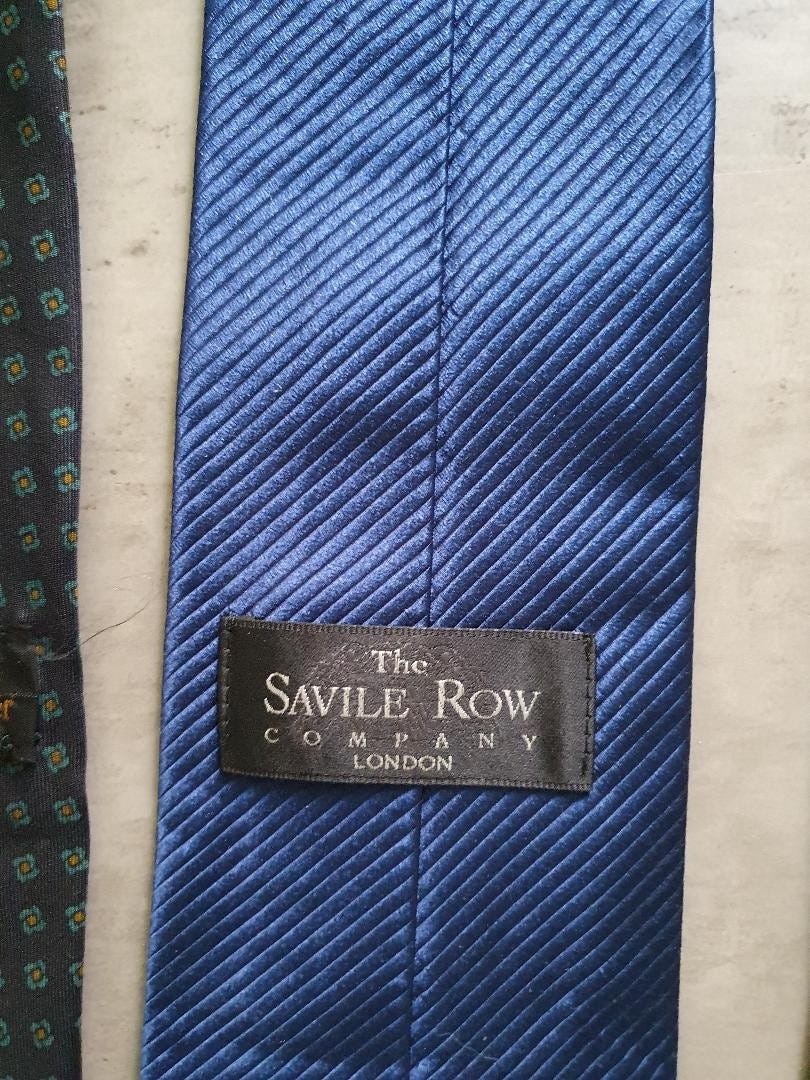 The
SAVILE ROW
COMPANY
LONDON